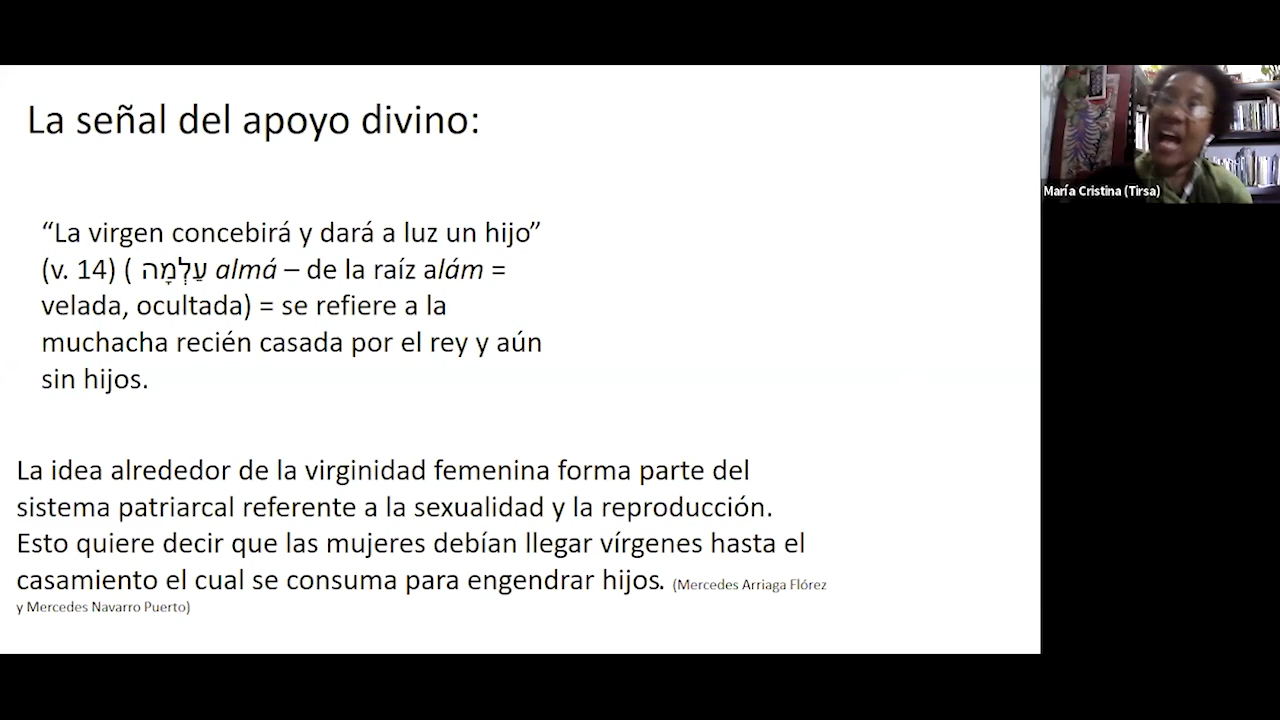 La señal del apoyo divino:
“La virgen concebirá y dará a luz un hijo”
(v. 14) ( עַלְמָה almá – de la raíz alám =
velada, ocultada) = se refiere a la
muchacha recién casada por el rey y aún
sin hijos.
La idea alrededor de la virginidad femenina forma parte del
sistema patriarcal referente a la sexualidad y la reproducción.
Esto quiere decir que las mujeres debían llegar vírgenes hasta el
casamiento el cual se consuma para engendrar hijos. (Mercedes Arriaga Flórez
y Mercedes Navarro Puerto)
María Cristina (Tirsa)